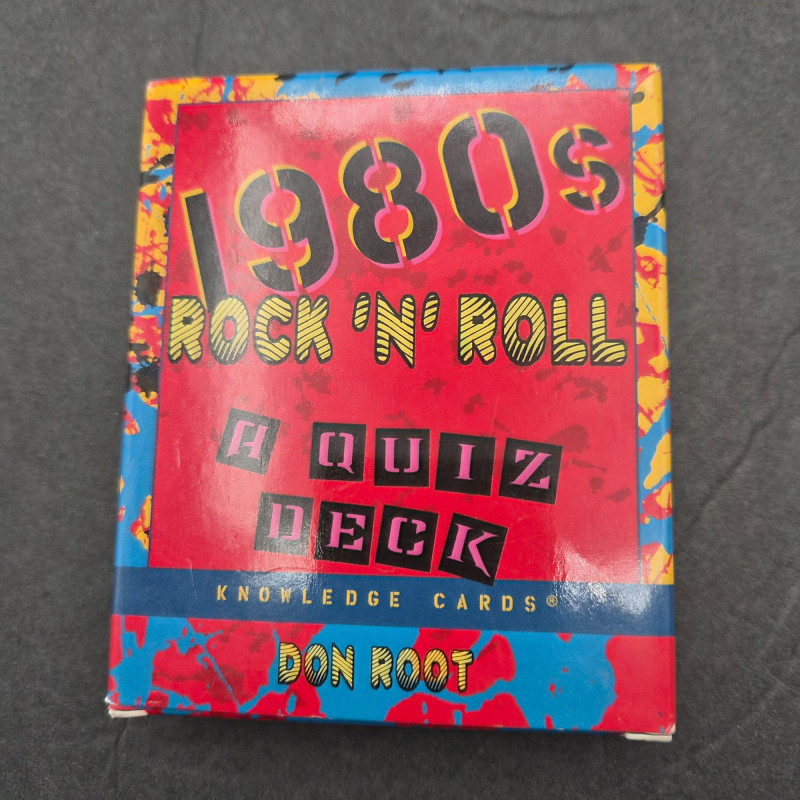 1980s
ROCK 'N' ROLL
A QUIZ
DECK
KNOWLEDGE CARDS®
DON ROOT